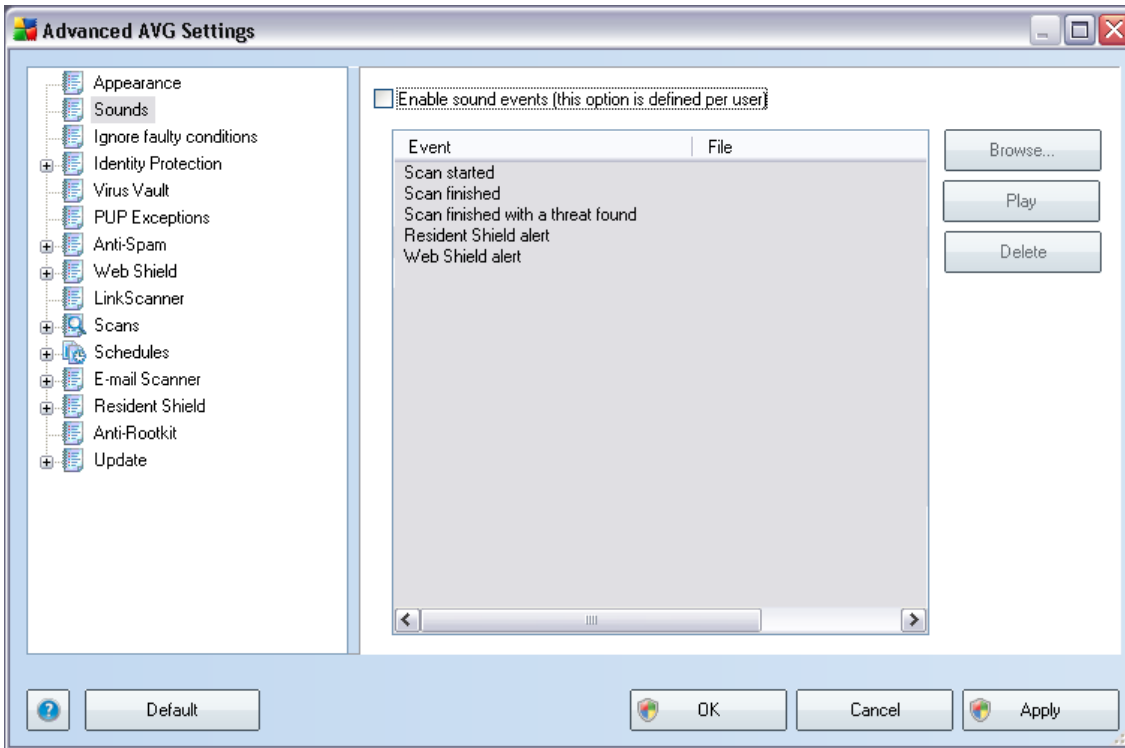 Advanced AVG Settings
Appearance
Sounds
Ignore faulty conditions
Identity Protection
Virus Vault
PUP Exceptions
Anti-Spam
Web Shield
LinkScanner
Scans
Schedules
E-mail Scanner
Resident Shield
Anti-Rootkit
Update
Enable sound events (this option is defined per user)
Event File
Scan started
Scan finished
Scan finished with a threat found
Resident Shield alert
Web Shield alert
Browse...
Play
Delete
? Default OK Cancel Apply